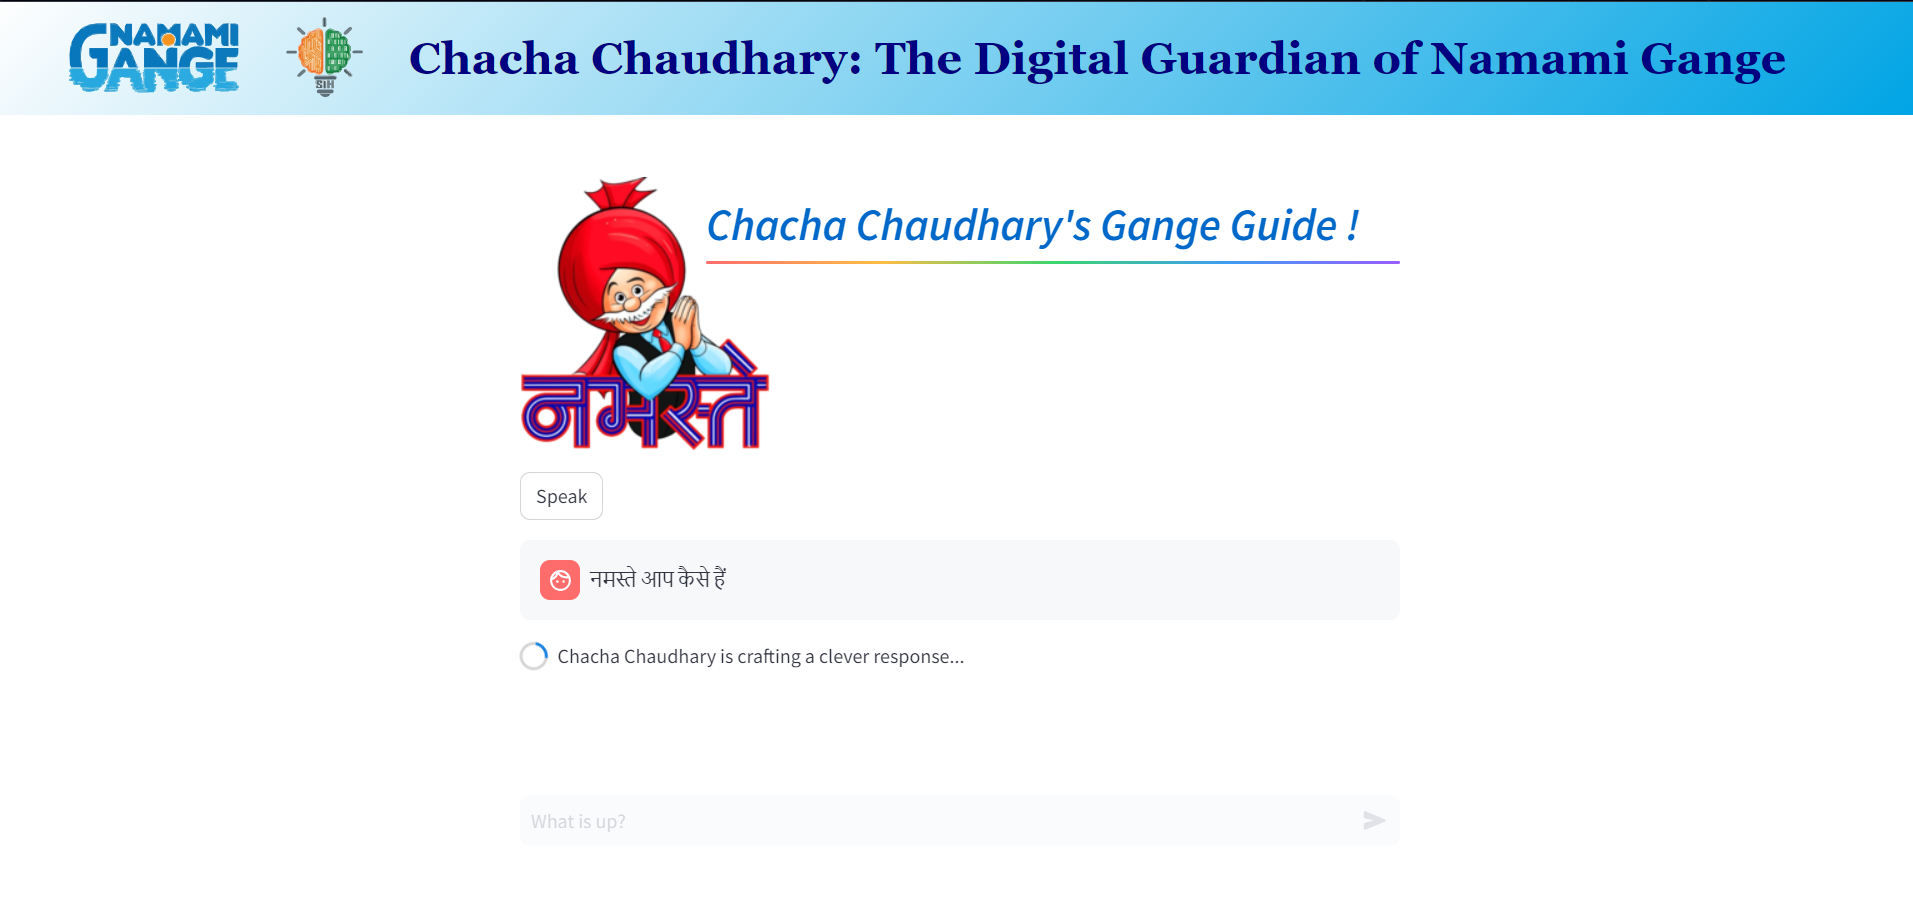 NAMAMI
GANGE
SIH
Chacha Chaudhary: The Digital Guardian of Namami Gange
Chacha Chaudhary's Gange Guide !
नमस्ते
Speak
नमस्ते आप कैसे हैं
Chacha Chaudhary is crafting a clever response...
What is up?